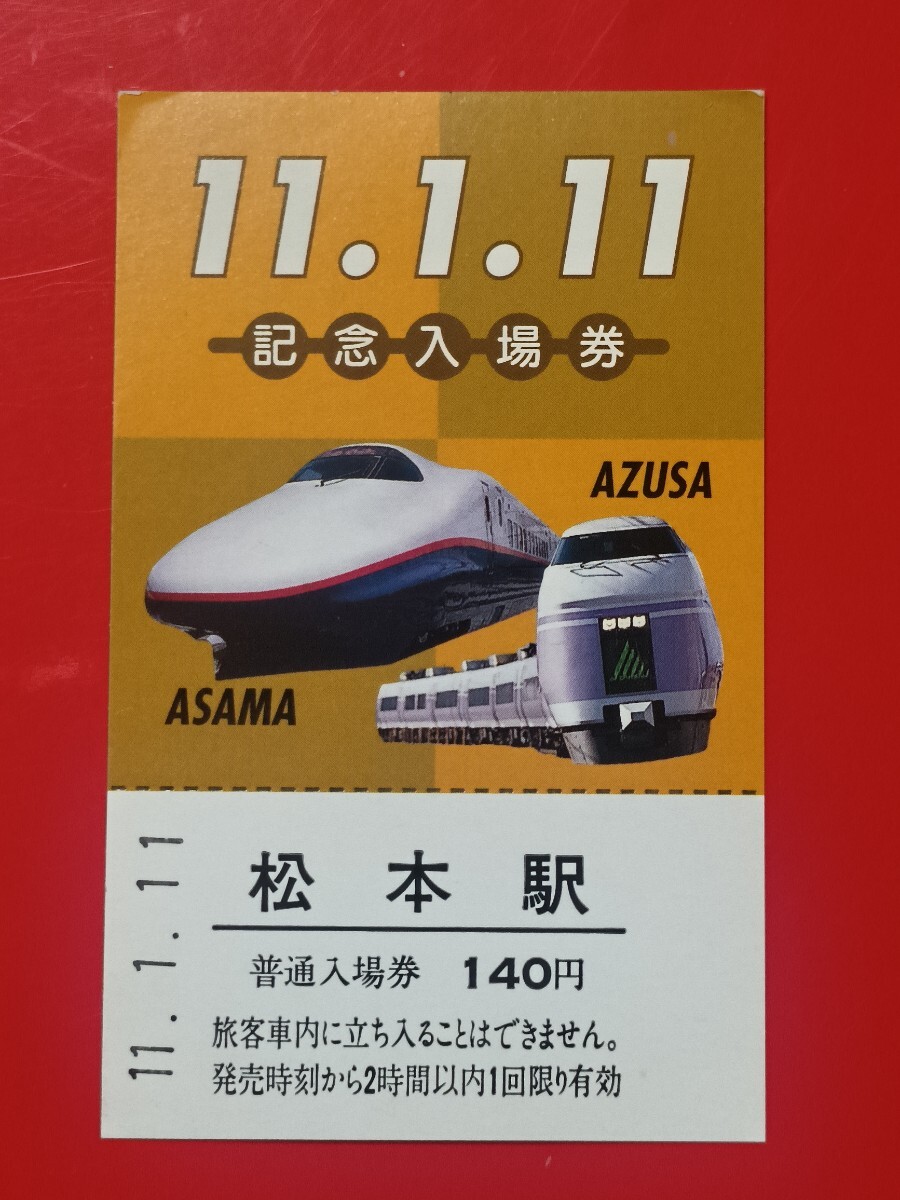 11.1.11
記念入場券
AZUSA
ASAMA
11.1.11
松本駅
普通入場券 140円
旅客車内に立ち入ることはできません。
発売時刻から2時間以内1回限り有効